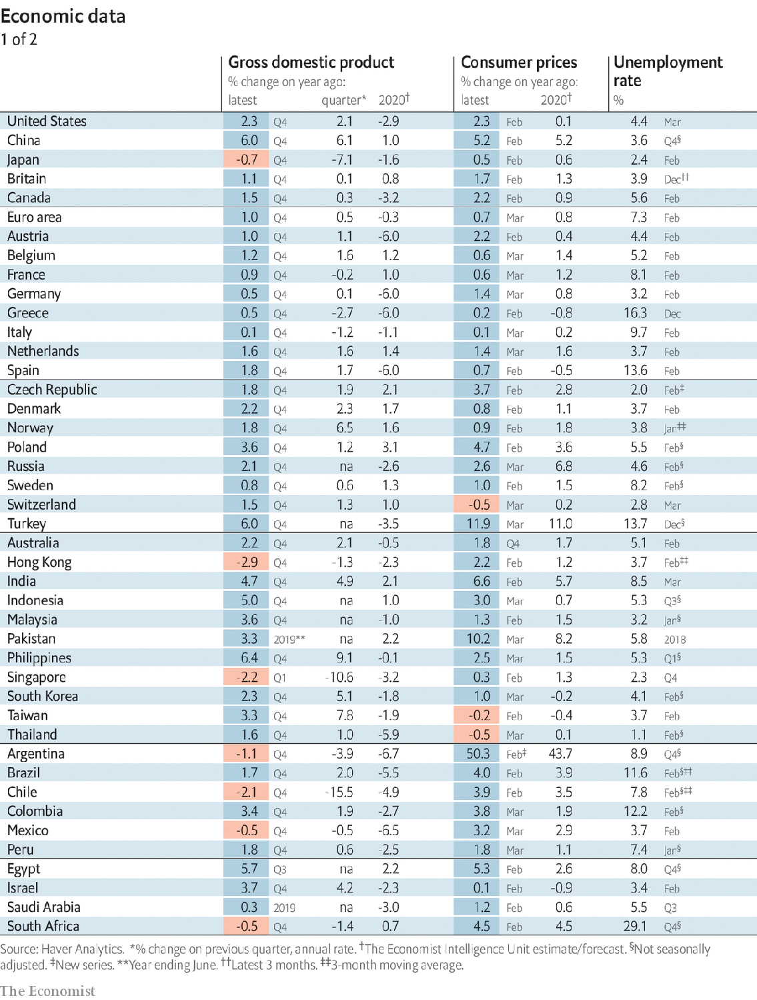 Economic data
1 of 2
Gross domestic product Consumer prices Unemployment
% change on year ago: % change on year ago: rate
latest quarter* 2020† latest 2020† %
United States 2.3 Q4 2.1 -2.9 2.3 Feb 0.1 4.4 Mar
China 6.0 Q4 6.1 1.0 5.2 Feb 5.2 3.6 Q4§
Japan -0.7 Q4 -7.1 -1.6 0.5 Feb 0.6 2.4 Feb
Britain 1.1 Q4 0.1 0.8 1.7 Feb 1.3 3.9 Dec††
Canada 1.5 Q4 0.3 -3.2 2.2 Feb 0.9 5.6 Feb
Euro area 1.0 Q4 0.5 -0.3 0.7 Mar 0.8 7.3 Feb
Austria 1.0 Q4 1.1 -6.0 2.2 Feb 0.4 4.4 Feb
Belgium 1.2 Q4 1.6 1.2 0.6 Mar 1.4 5.2 Feb
France 0.9 Q4 -0.2 1.0 0.6 Mar 1.2 8.1 Feb
Germany 0.5 Q4 0.1 -6.0 1.4 Mar 0.8 3.2 Feb
Greece 0.5 Q4 -2.7 -6.0 0.2 Feb -0.8 16.3 Dec
Italy 0.1 Q4 -1.2 -1.1 0.1 Mar 0.2 9.7 Feb
Netherlands 1.6 Q4 1.6 1.4 1.4 Mar 1.6 3.7 Feb
Spain 1.8 Q4 1.7 -6.0 0.7 Feb -0.5 13.6 Feb
Czech Republic 1.8 Q4 1.9 2.1 3.7 Feb 2.8 2.0 Feb‡
Denmark 2.2 Q4 2.3 1.7 0.8 Feb 1.1 3.7 Feb
Norway 1.8 Q4 6.5 1.6 0.9 Feb 1.8 3.8 Jan‡‡
Poland 3.6 Q4 1.2 3.1 4.7 Feb 3.6 5.5 Feb§
Russia 2.1 Q4 na -2.6 2.6 Mar 6.8 4.6 Feb§
Sweden 0.8 Q4 0.6 1.3 1.0 Feb 1.5 8.2 Feb§
Switzerland 1.5 Q4 1.3 1.0 -0.5 Mar 0.2 2.8 Mar
Turkey 6.0 Q4 na -3.5 11.9 Mar 11.0 13.7 Dec§
Australia 2.2 Q4 2.1 -0.5 1.8 Q4 1.7 5.1 Feb
Hong Kong -2.9 Q4 -1.3 -2.3 2.2 Feb 1.2 3.7 Feb‡‡
India 4.7 Q4 4.9 2.1 6.6 Feb 5.7 8.5 Mar
Indonesia 5.0 Q4 na 1.0 3.0 Mar 0.7 5.3 Q3§
Malaysia 3.6 Q4 na -1.0 1.3 Feb 1.5 3.2 Jan§
Pakistan 3.3 2019** na 2.2 10.2 Mar 8.2 5.8 2018
Philippines 6.4 Q4 9.1 -0.1 2.5 Mar 1.5 5.3 Q1§
Singapore -2.2 Q1 -10.6 -3.2 0.3 Feb 1.3 2.3 Q4
South Korea 2.3 Q4 5.1 -1.8 1.0 Mar -0.2 4.1 Feb§
Taiwan 3.3 Q4 7.8 -1.9 -0.2 Feb -0.4 3.7 Feb
Thailand 1.6 Q4 1.0 -5.9 -0.5 Mar 0.1 1.1 Feb§
Argentina -1.1 Q4 -3.9 -6.7 50.3 Feb‡ 43.7 8.9 Q4§
Brazil 1.7 Q4 2.0 -5.5 4.0 Feb 3.9 11.6 Feb§‡‡
Chile -2.1 Q4 -15.5 -4.9 3.9 Feb 3.5 7.8 Feb§‡‡
Colombia 3.4 Q4 1.9 -2.7 3.8 Mar 1.9 12.2 Feb§
Mexico -0.5 Q4 -0.5 -6.5 3.2 Mar 2.9 3.7 Feb
Peru 1.8 Q4 0.6 -2.5 1.8 Mar 1.1 7.4 Jan§
Egypt 5.7 Q3 na 2.2 5.3 Feb 2.6 8.0 Q4§
Israel 3.7 Q4 4.2 -2.3 0.1 Feb -0.9 3.4 Feb
Saudi Arabia 0.3 2019 na -3.0 1.2 Feb 0.6 5.5 Q3
South Africa -0.5 Q4 -1.4 0.7 4.5 Feb 4.5 29.1 Q4§
Source: Haver Analytics. *% change on previous quarter, annual rate. †The Economist Intelligence Unit estimate/forecast. §Not seasonally
adjusted. ‡New series. **Year ending June. ††Latest 3 months. ‡‡3-month moving average.
The Economist